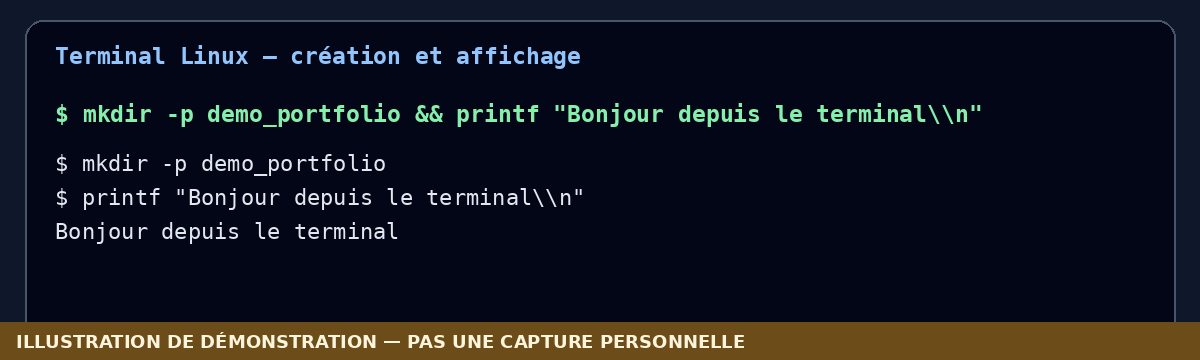 Terminal Linux — création et affichage
$ mkdir -p demo_portfolio && printf "Bonjour depuis le terminal\\n"
$ mkdir -p demo_portfolio
$ printf "Bonjour depuis le terminal\\n"
Bonjour depuis le terminal
ILLUSTRATION DE DÉMONSTRATION — PAS UNE CAPTURE PERSONNELLE